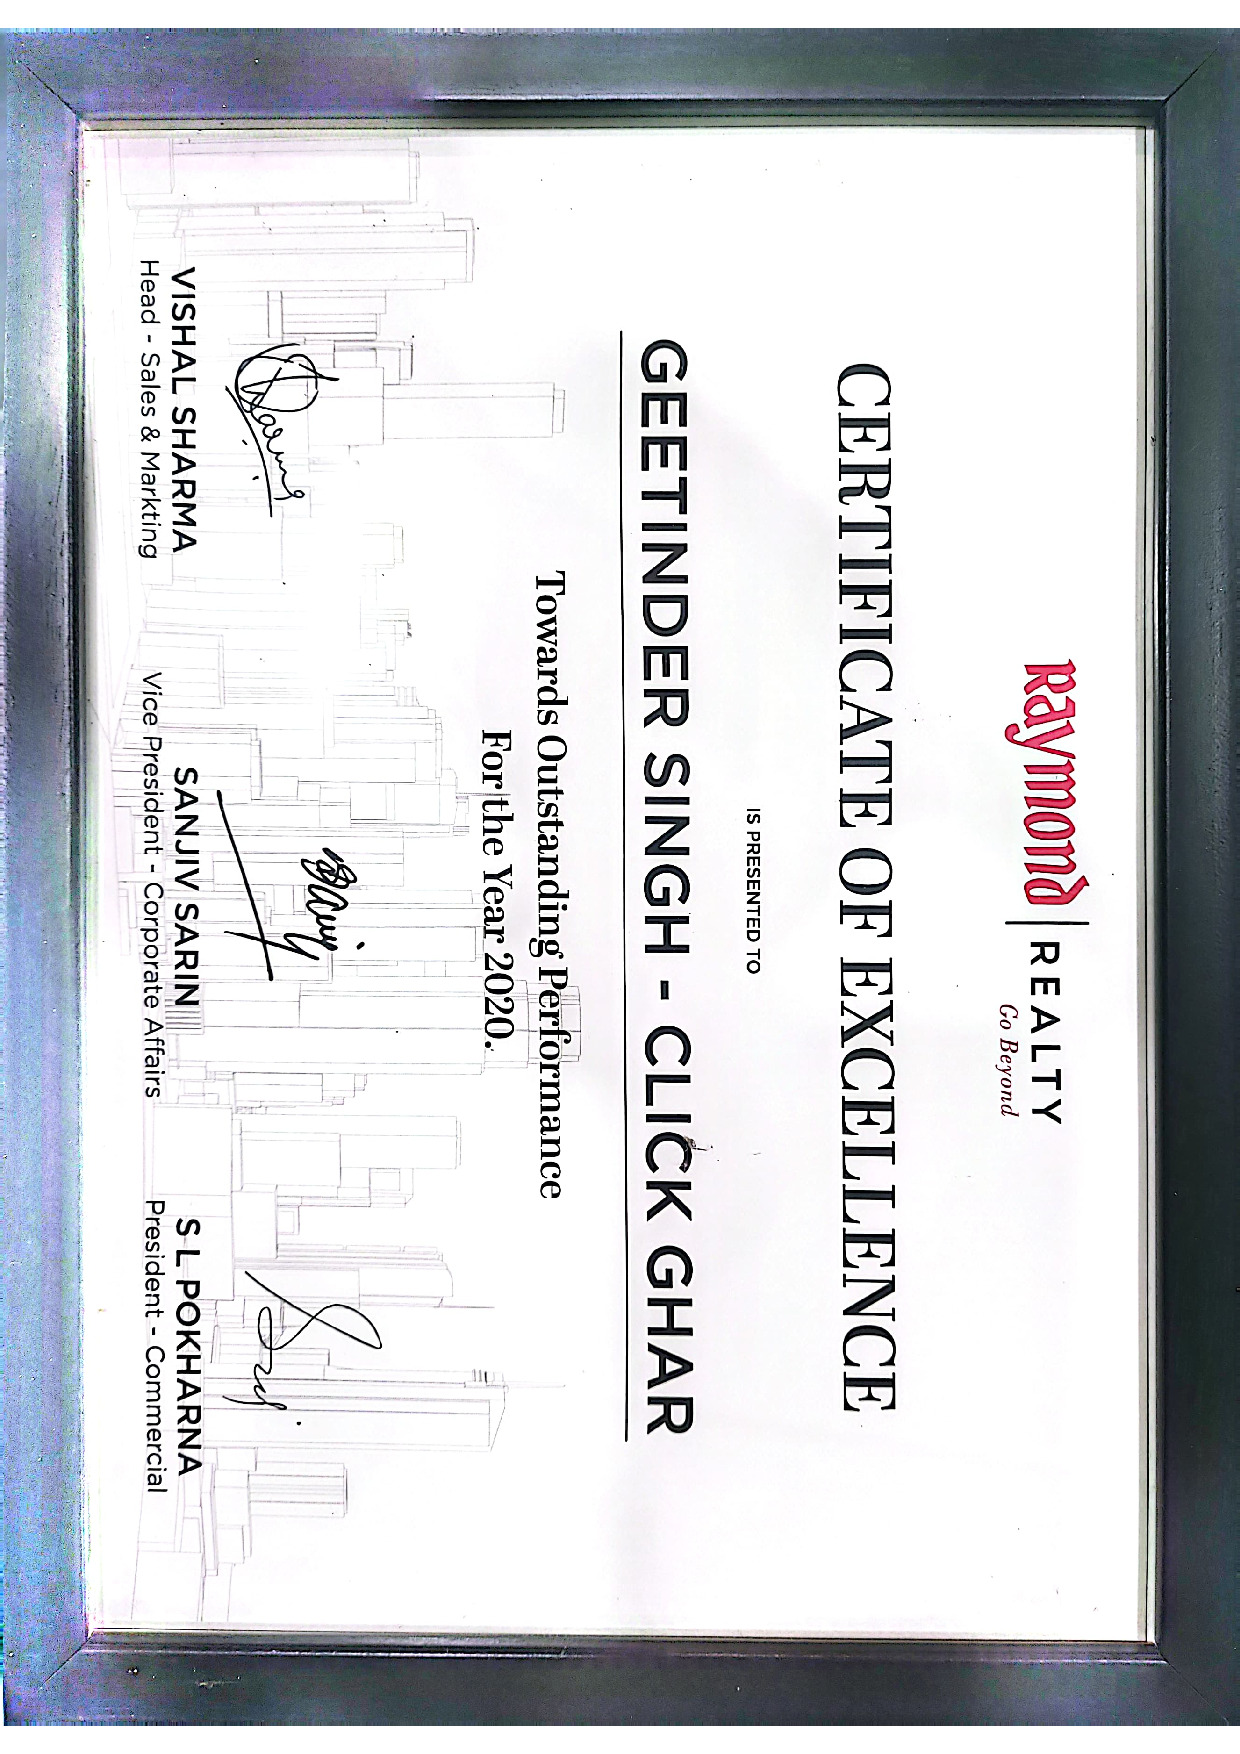 Raymond | REALTY
Go Beyond
CERTIFICATE OF EXCELLENCE
IS PRESENTED TO
GEETINDER SINGH - CLICK GHAR
Towards Outstanding Performance
For the Year 2020.
VISHAL SHARMA
Head - Sales & Markting
SANJIV SARIN
Vice President - Corporate Affairs
S L POKHARNA
President - Commercial